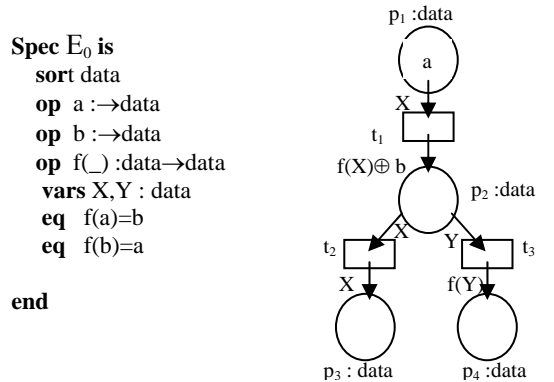 Spec E₀ is
sort data
op a :→data
op b :→data
op f(_) :data→data
vars X,Y : data
eq f(a)=b
eq f(b)=a
end
p₁ :data
a
X
t₁
f(X)⊕ b
p₂ :data
X
Y
t₂
t₃
X
f(Y)
p₃ : data
p₄ : data